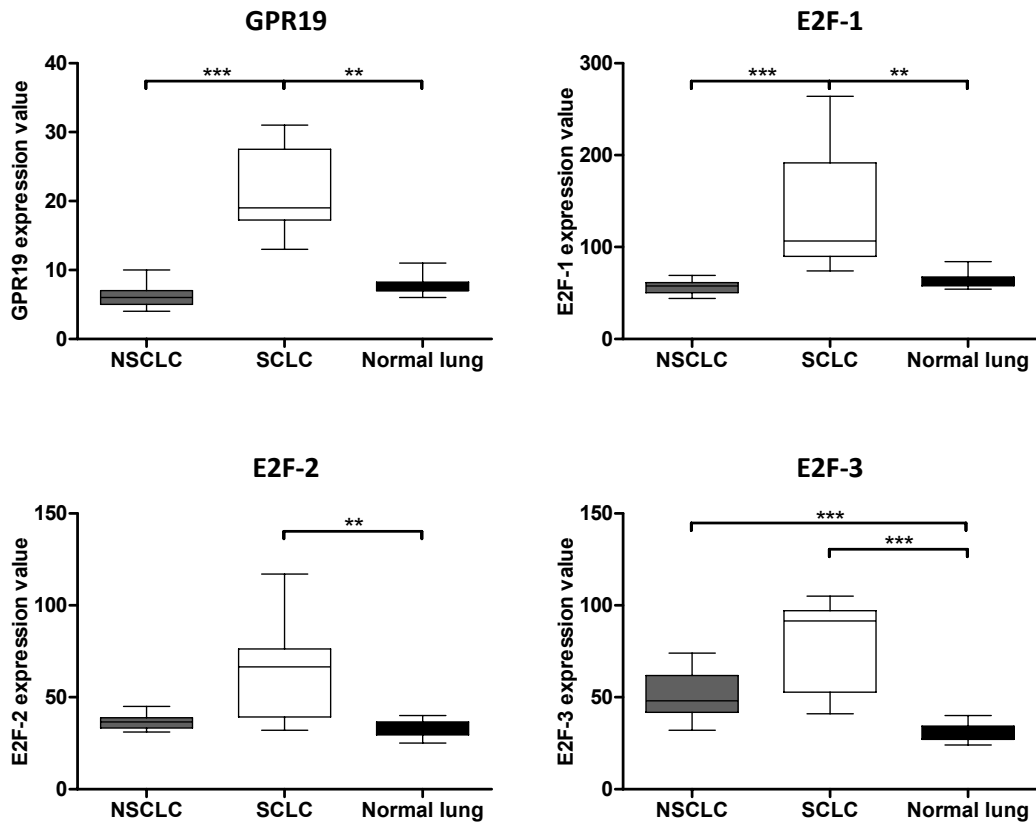 GPR19
GPR19 expression value
40
30
20
10
0
***
**
NSCLC
SCLC
Normal lung
E2F-1
E2F-1 expression value
300
200
100
0
***
**
NSCLC
SCLC
Normal lung
E2F-2
E2F-2 expression value
150
100
50
0
**
NSCLC
SCLC
Normal lung
E2F-3
E2F-3 expression value
150
100
50
0
***
***
NSCLC
SCLC
Normal lung